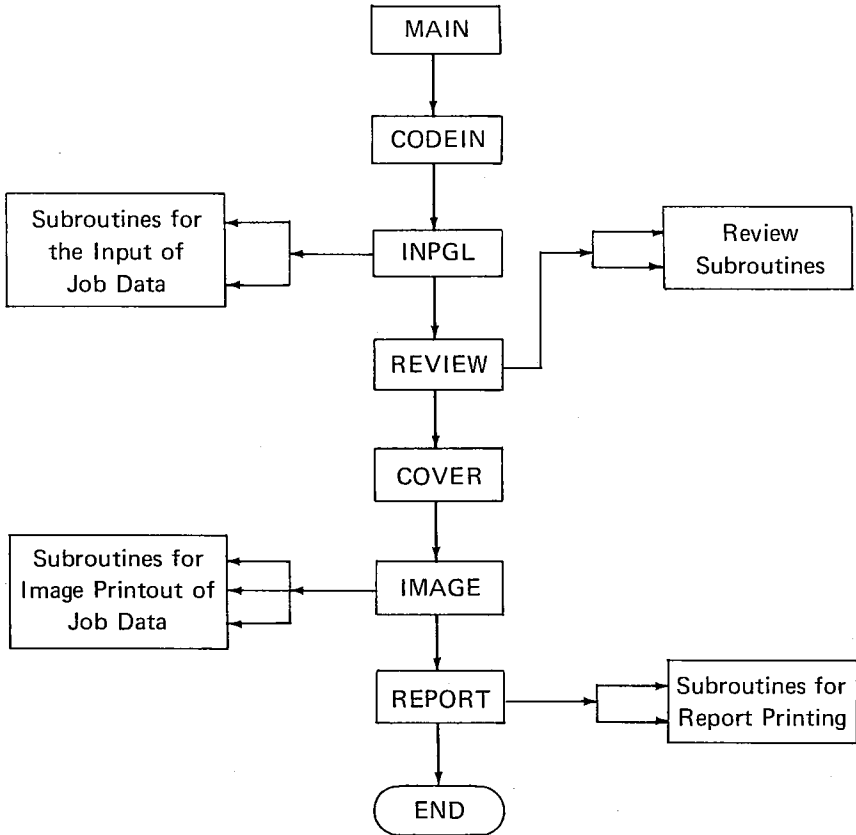 MAIN
CODEIN
Subroutines for
the Input of
Job Data
INPGL
Review
Subroutines
REVIEW
COVER
Subroutines for
Image Printout of
Job Data
IMAGE
REPORT
Subroutines for
Report Printing
END